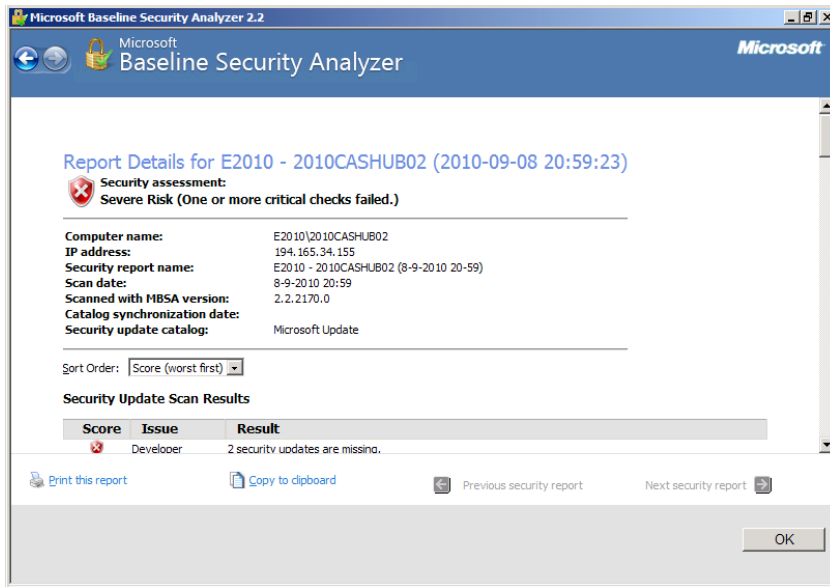 Microsoft Baseline Security Analyzer 2.2
Microsoft
Baseline Security Analyzer
Microsoft
Report Details for E2010 - 2010CASHUB02 (2010-09-08 20:59:23)
Security assessment:
Severe Risk (One or more critical checks failed.)
Computer name: E2010\2010CASHUB02
IP address: 194.165.34.155
Security report name: E2010 - 2010CASHUB02 (8-9-2010 20-59)
Scan date: 8-9-2010 20:59
Scanned with MBSA version: 2.2.2170.0
Catalog synchronization date:
Security update catalog: Microsoft Update
Sort Order: Score (worst first)
Security Update Scan Results
Score Issue Result
Developer 2 security updates are missing.
Print this report Copy to clipboard Previous security report Next security report
OK